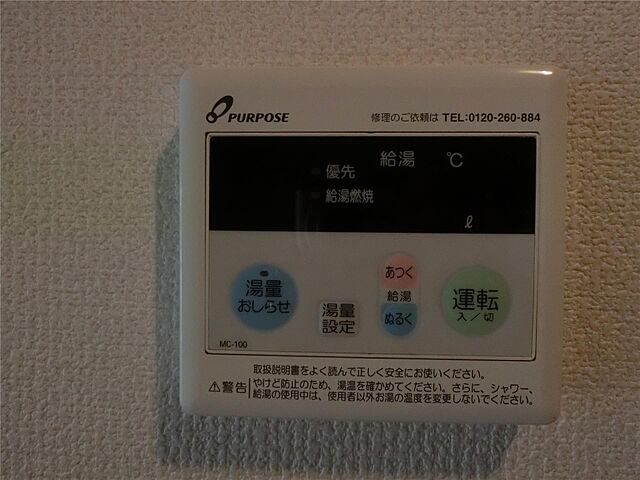 PURPOSE
修理のご依頼は TEL:0120-260-884
給湯 ℃
優先
給湯燃焼
ℓ
湯量
おしらせ
湯量
設定
あつく
給湯
ぬるく
運転
入/切
MC-100
取扱説明書をよく読んで正しく安全にお使いください。
⚠警告 やけど防止のため、湯温を確かめてください。さらに、シャワー、
給湯の使用中は、使用者以外お湯の温度を変更しないでください。